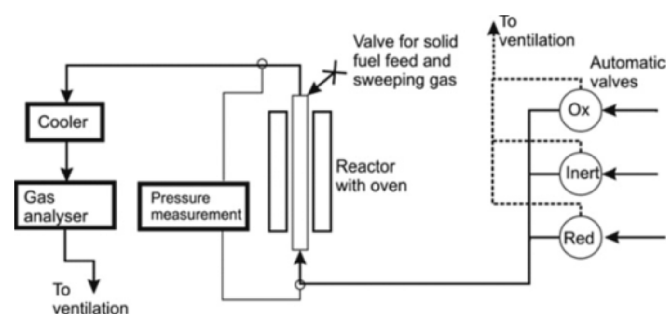 To
ventilation
Valve for solid
fuel feed and
sweeping gas
Automatic
valves
Cooler
Ox
Reactor
with oven
Gas
analyser
Pressure
measurement
Inert
Red
To
ventilation